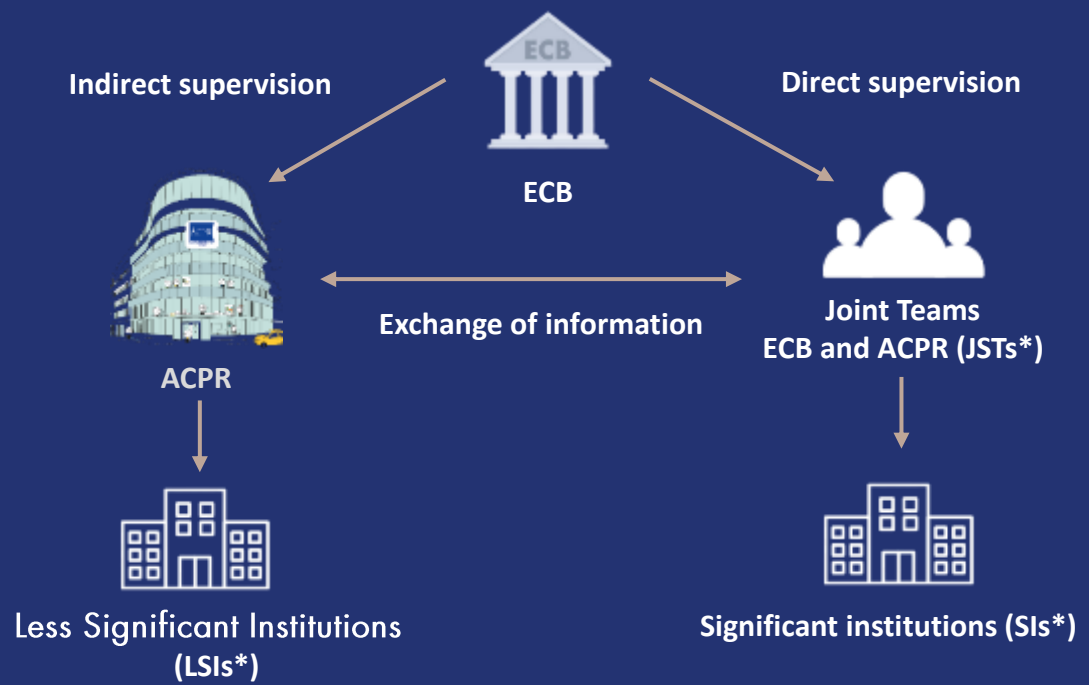 ECB
Indirect supervision
Direct supervision
ECB
Exchange of information
ACPR
Joint Teams
ECB and ACPR (JSTs*)
Less Significant Institutions
(LSIs*)
Significant institutions (SIs*)